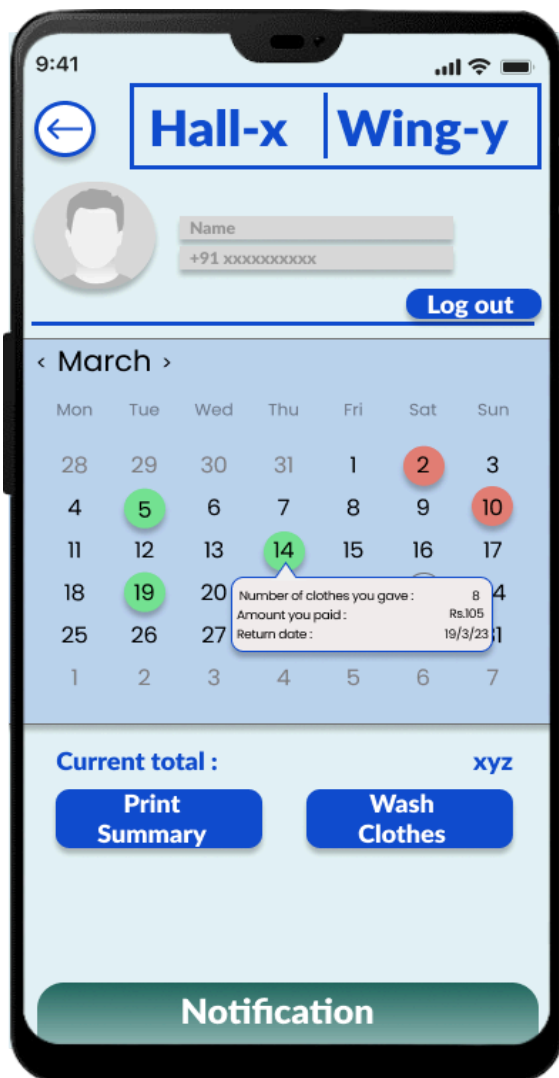 9:41
Hall-x Wing-y
Name
+91 xxxxxxxxxx
Log out
‹ March ›
Mon Tue Wed Thu Fri Sat Sun
28 29 30 31 1 2 3
4 5 6 7 8 9 10
11 12 13 14 15 16 17
18 19 20 4
Number of clothes you gave : 8
Amount you paid : Rs.105
Return date : 19/3/23
25 26 27 1
1 2 3 4 5 6 7
Current total : xyz
Print Summary
Wash Clothes
Notification